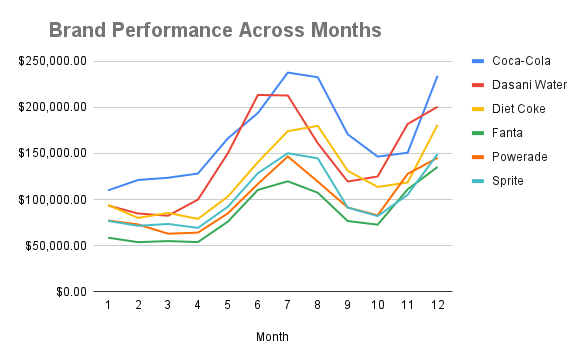 Brand Performance Across Months
$250,000.00
$200,000.00
$150,000.00
$100,000.00
$50,000.00
$0.00
1 2 3 4 5 6 7 8 9 10 11 12
Month
Coca-Cola
Dasani Water
Diet Coke
Fanta
Powerade
Sprite